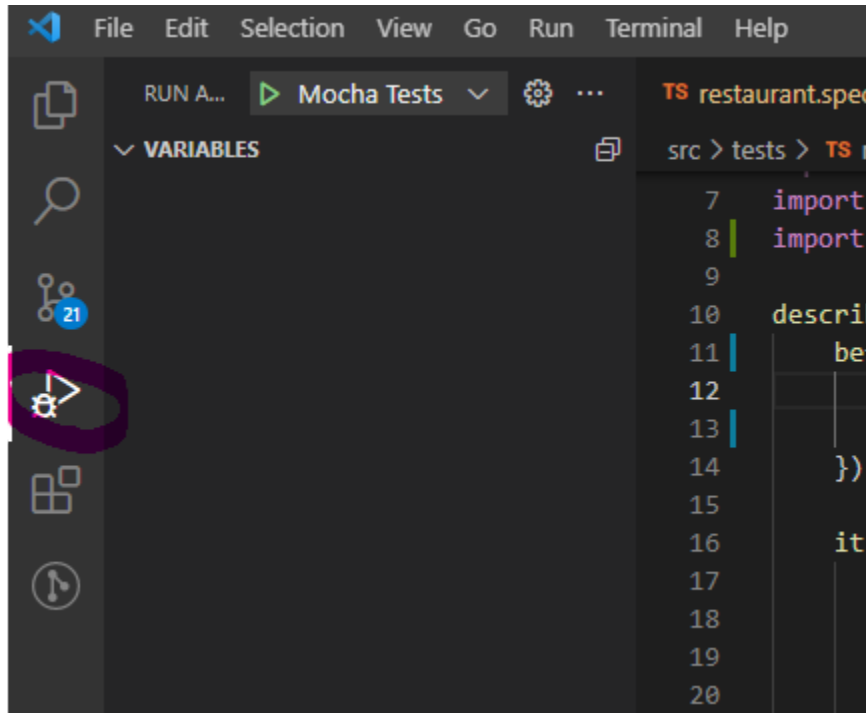 File Edit Selection View Go Run Terminal Help
RUN A... Mocha Tests ...
VARIABLES
21
TS restaurant.spec
src > tests > TS
7 import
8 import
9
10 describ
11 be
12
13
14 })
15
16 it
17
18
19
20